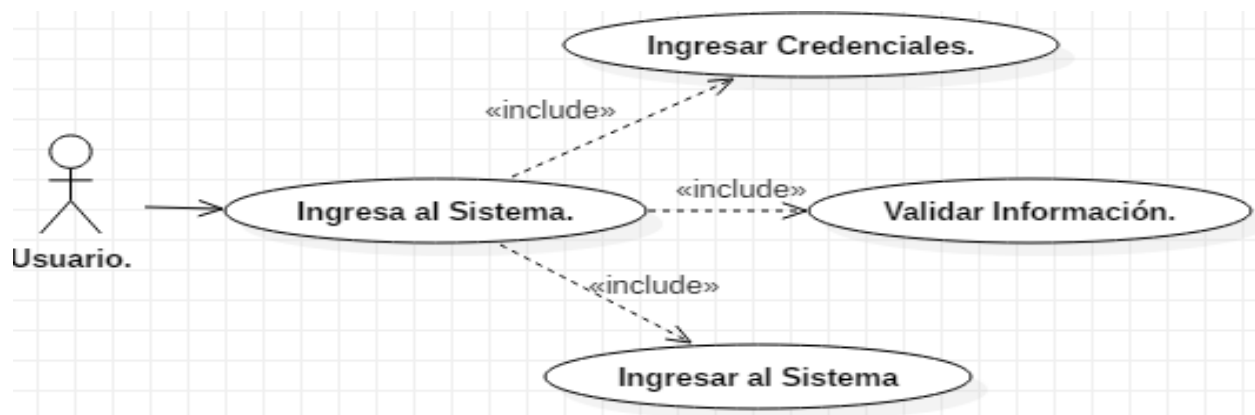 Ingresar Credenciales.
«include»
«include»
Ingresa al Sistema.
Validar Información.
Usuario.
«include»
Ingresar al Sistema